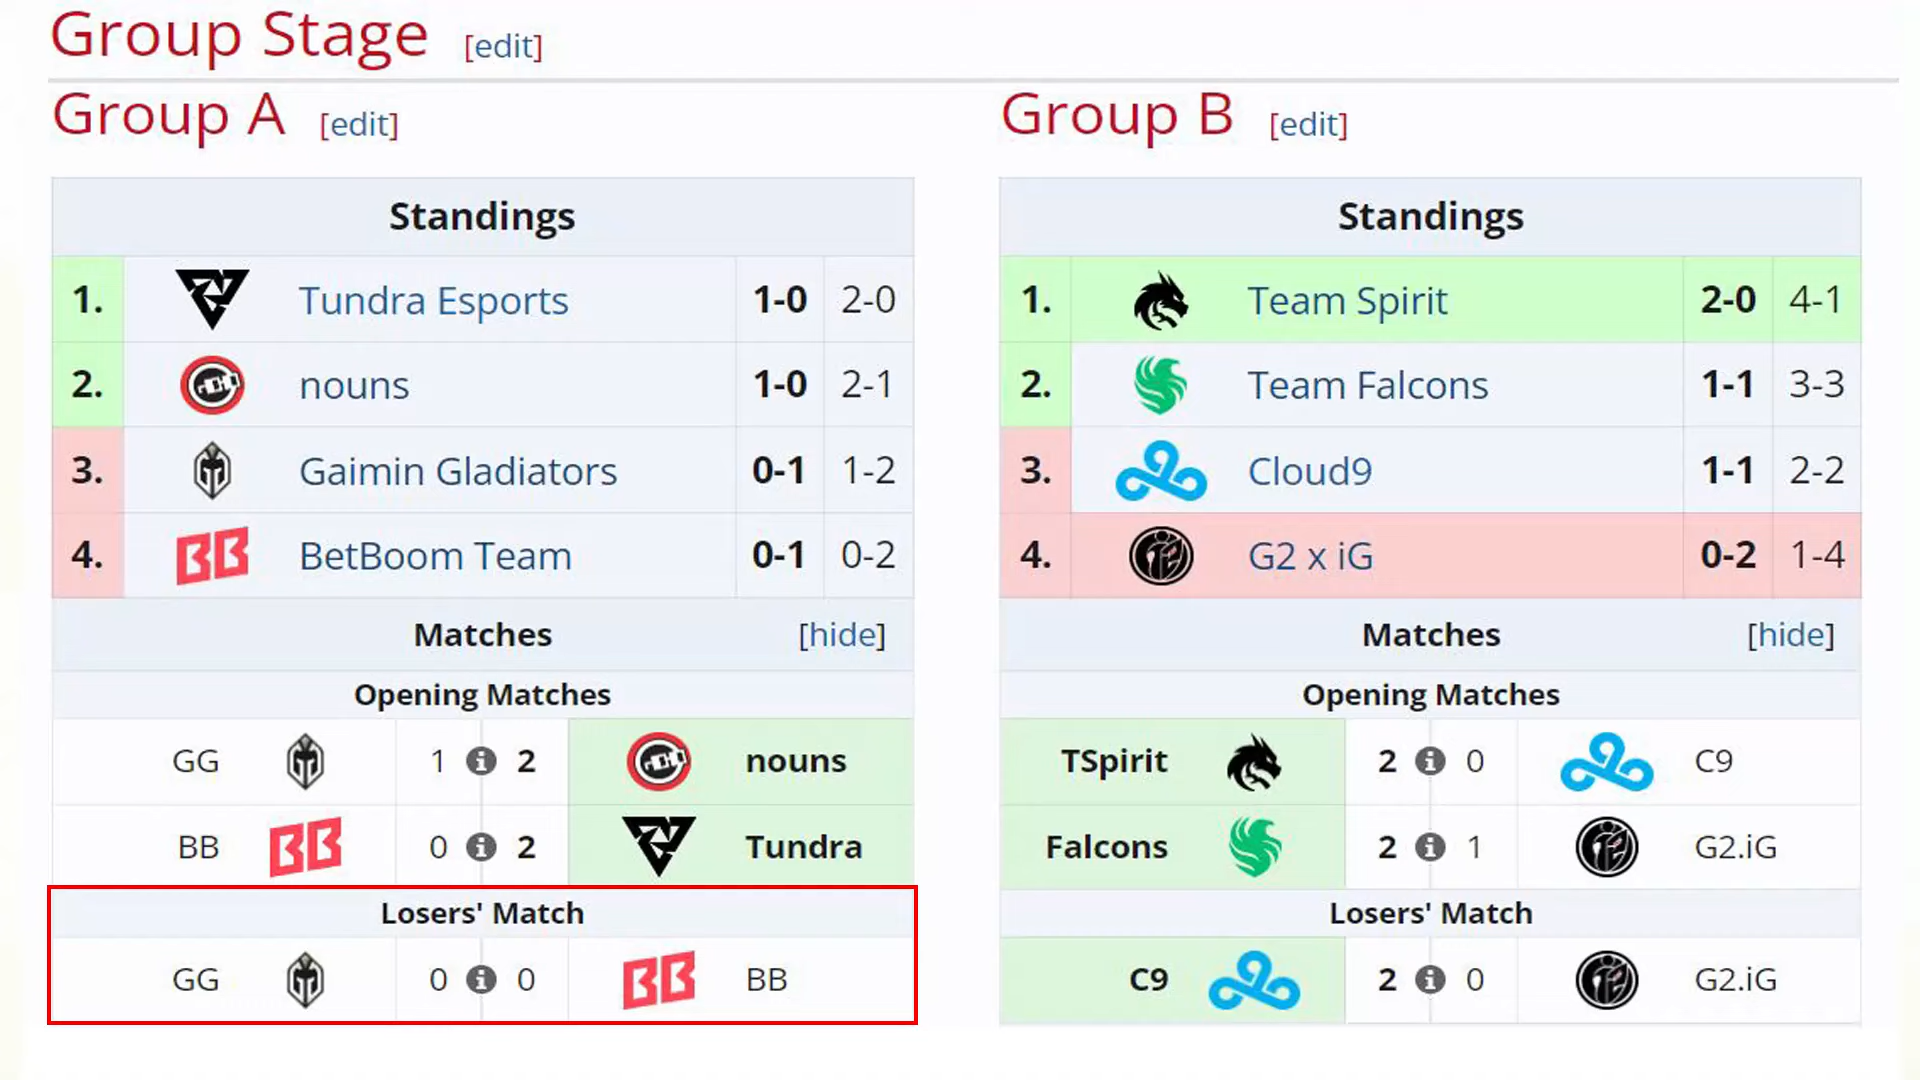 Group Stage [edit]
Group A [edit]
Standings
1. Tundra Esports 1-0 2-0
2. nouns 1-0 2-1
3. Gaimin Gladiators 0-1 1-2
4. BB BetBoom Team 0-1 0-2
Matches [hide]
Opening Matches
GG 1 2 nouns
BB BB 0 2 Tundra
Losers' Match
GG 0 0 BB BB
Group B [edit]
Standings
1. Team Spirit 2-0 4-1
2. Team Falcons 1-1 3-3
3. Cloud9 1-1 2-2
4. G2 x iG 0-2 1-4
Matches [hide]
Opening Matches
TSpirit 2 0 C9
Falcons 2 1 G2.iG
Losers' Match
C9 2 0 G2.iG